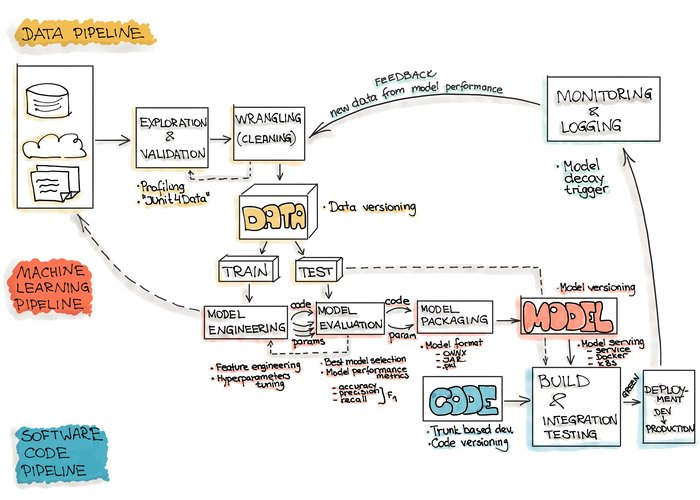 DATA PIPELINE
EXPLORATION
&
VALIDATION
• Profiling
• "JUnit4Data"
WRANGLING
(CLEANING)
FEEDBACK
new data from model performance
MONITORING
&
LOGGING
• Model
decay
trigger
DATA
• Data versioning
TRAIN
TEST
MACHINE
LEARNING
PIPELINE
MODEL
ENGINEERING
• Feature engineering
• Hyperparameters
tuning
code
params
MODEL
EVALUATION
• Best model selection
• Model performance
metrics
- accuracy
- precision
- recall
F1
code
param
MODEL
PACKAGING
• Model format
- ONNX
- JAR
- .pkl
• Model versioning
MODEL
• Model serving
- service
- Docker
- K8S
CODE
• Trunk based dev.
• Code versioning
BUILD
&
INTEGRATION
TESTING
GREEN
DEPLOY-
MENT
DEV
PRODUCTION
SOFTWARE
CODE
PIPELINE